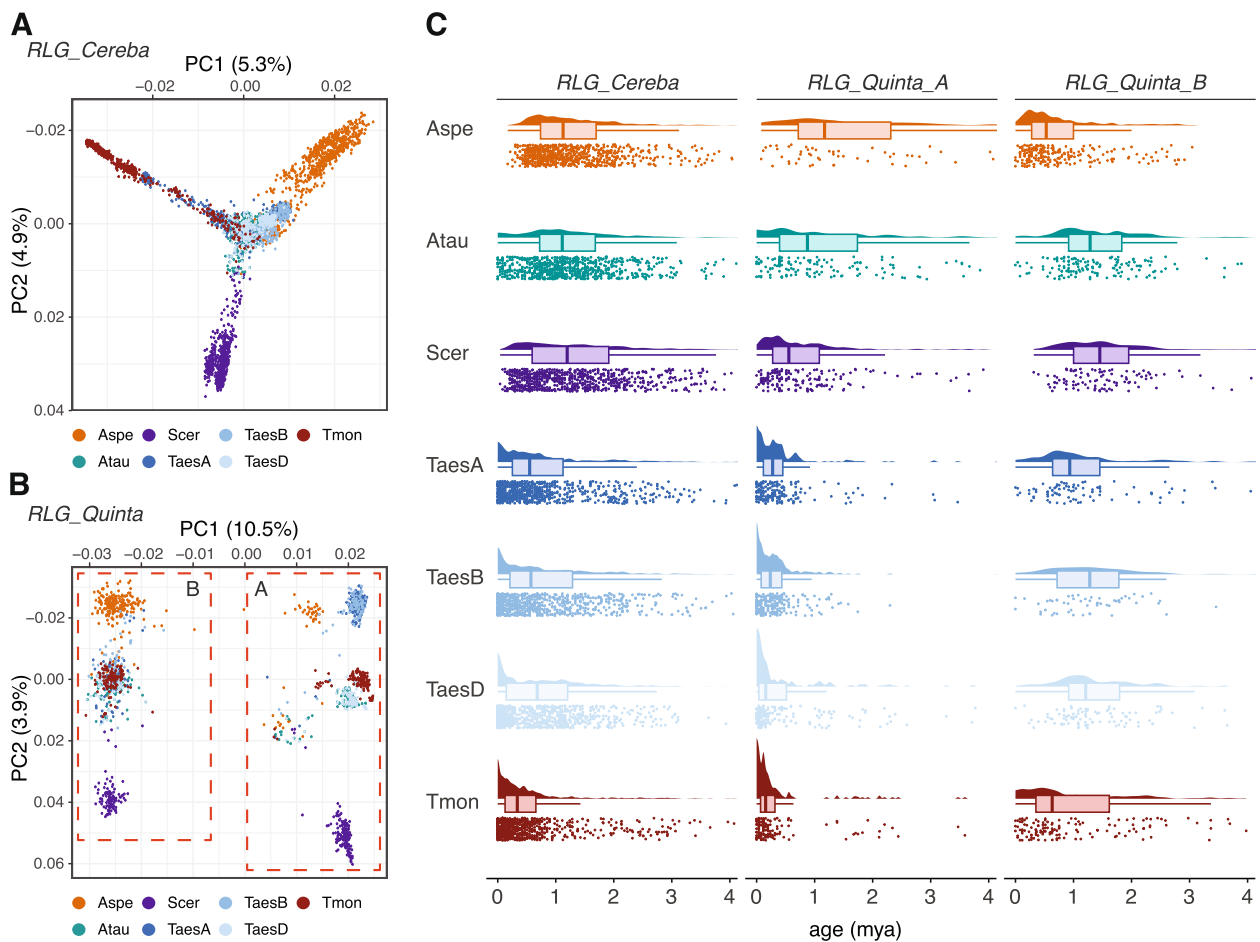 A
RLG_Cereba
PC1 (5.3%)
−0.02 0.00 0.02
PC2 (4.9%)
−0.02
0.00
0.02
0.04
Aspe Scer TaesB Tmon
Atau TaesA TaesD
B
RLG_Quinta
PC1 (10.5%)
−0.03 −0.02 −0.01 0.00 0.01 0.02
B A
PC2 (3.9%)
−0.02
0.00
0.02
0.04
0.06
Aspe Scer TaesB Tmon
Atau TaesA TaesD
C
RLG_Cereba RLG_Quinta_A RLG_Quinta_B
Aspe
Atau
Scer
TaesA
TaesB
TaesD
Tmon
0 1 2 3 4 0 1 2 3 4 0 1 2 3 4
age (mya)